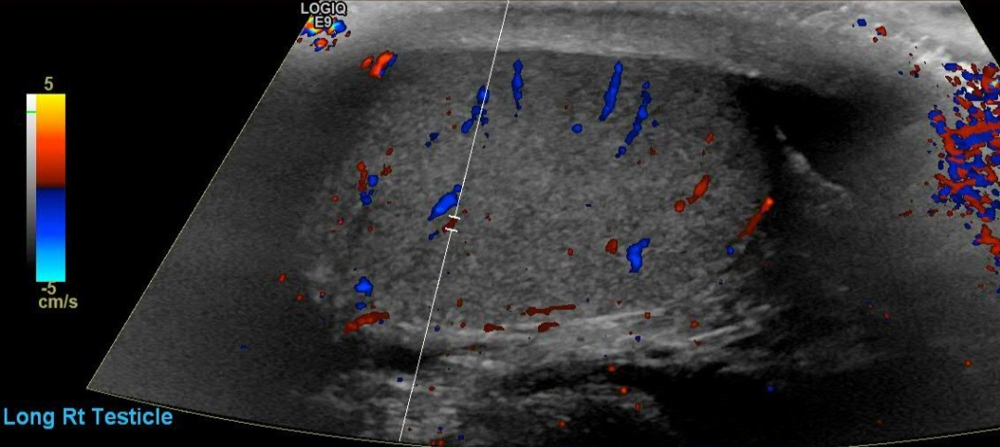 LOGIQ
E9
5
-5
cm/s
Long Rt Testicle